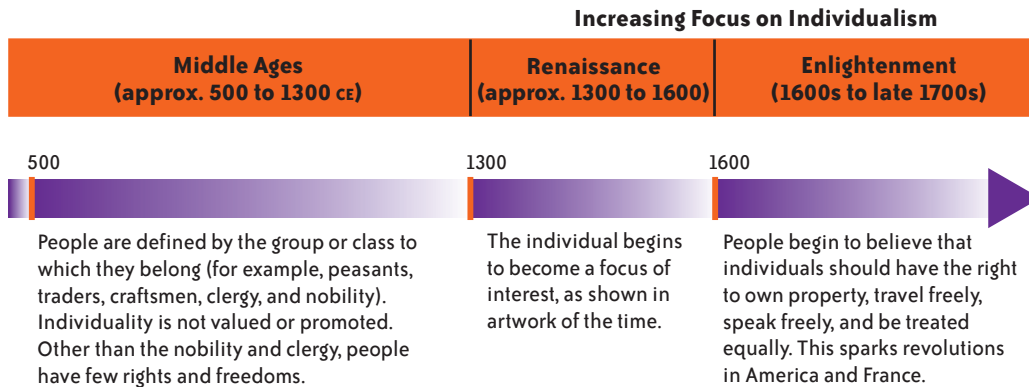 Increasing Focus on Individualism
Middle Ages
(approx. 500 to 1300 CE)
Renaissance
(approx. 1300 to 1600)
Enlightenment
(1600s to late 1700s)
500
1300
1600
People are defined by the group or class to
which they belong (for example, peasants,
traders, craftsmen, clergy, and nobility).
Individuality is not valued or promoted.
Other than the nobility and clergy, people
have few rights and freedoms.
The individual begins
to become a focus of
interest, as shown in
artwork of the time.
People begin to believe that
individuals should have the right
to own property, travel freely,
speak freely, and be treated
equally. This sparks revolutions
in America and France.